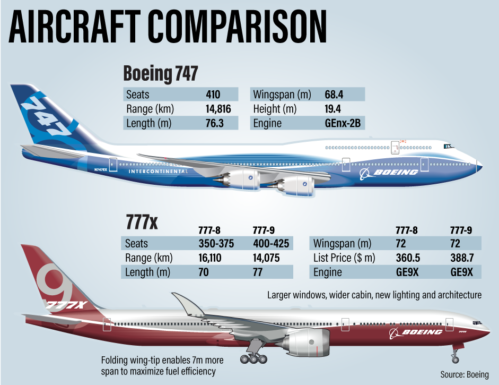 AIRCRAFT COMPARISON
Boeing 747
Seats 410 Wingspan (m) 68.4
Range (km) 14,816 Height (m) 19.4
Length (m) 76.3 Engine GEnx-2B
747
INTERCONTINENTAL
BOEING
777x
777-8 777-9 777-8 777-9
Seats 350-375 400-425 Wingspan (m) 72 72
Range (km) 16,110 14,075 List Price ($ m) 360.5 388.7
Length (m) 70 77 Engine GE9X GE9X
Larger windows, wider cabin, new lighting and architecture
9
777X
BOEING
Folding wing-tip enables 7m more
span to maximize fuel efficiency
Source: Boeing